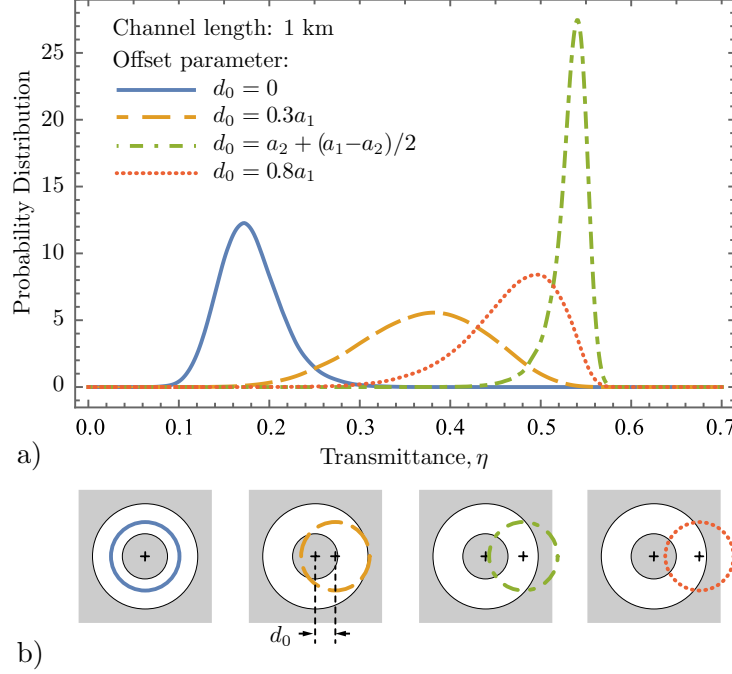 Channel length: 1 km
Offset parameter:
d₀ = 0
d₀ = 0.3a₁
d₀ = a₂ + (a₁−a₂)/2
d₀ = 0.8a₁
Probability Distribution
25
20
15
10
5
0
0.0 0.1 0.2 0.3 0.4 0.5 0.6 0.7
Transmittance, η
a)
d₀
b)